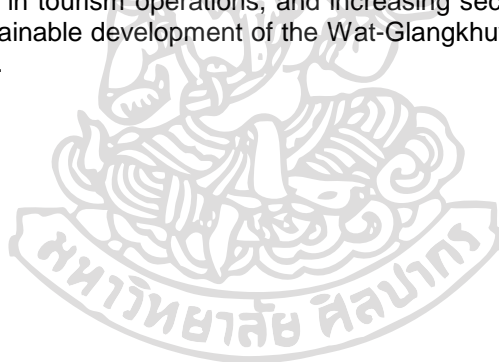 in tourism operations, and increasing sec
ainable development of the Wat-Glangkhu
.
มหาวิทยาลัย ศิลปากร